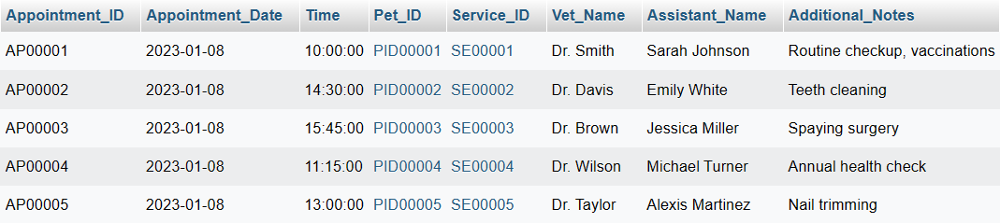 Appointment_ID Appointment_Date Time Pet_ID Service_ID Vet_Name Assistant_Name Additional_Notes
AP00001 2023-01-08 10:00:00 PID00001 SE00001 Dr. Smith Sarah Johnson Routine checkup, vaccinations
AP00002 2023-01-08 14:30:00 PID00002 SE00002 Dr. Davis Emily White Teeth cleaning
AP00003 2023-01-08 15:45:00 PID00003 SE00003 Dr. Brown Jessica Miller Spaying surgery
AP00004 2023-01-08 11:15:00 PID00004 SE00004 Dr. Wilson Michael Turner Annual health check
AP00005 2023-01-08 13:00:00 PID00005 SE00005 Dr. Taylor Alexis Martinez Nail trimming